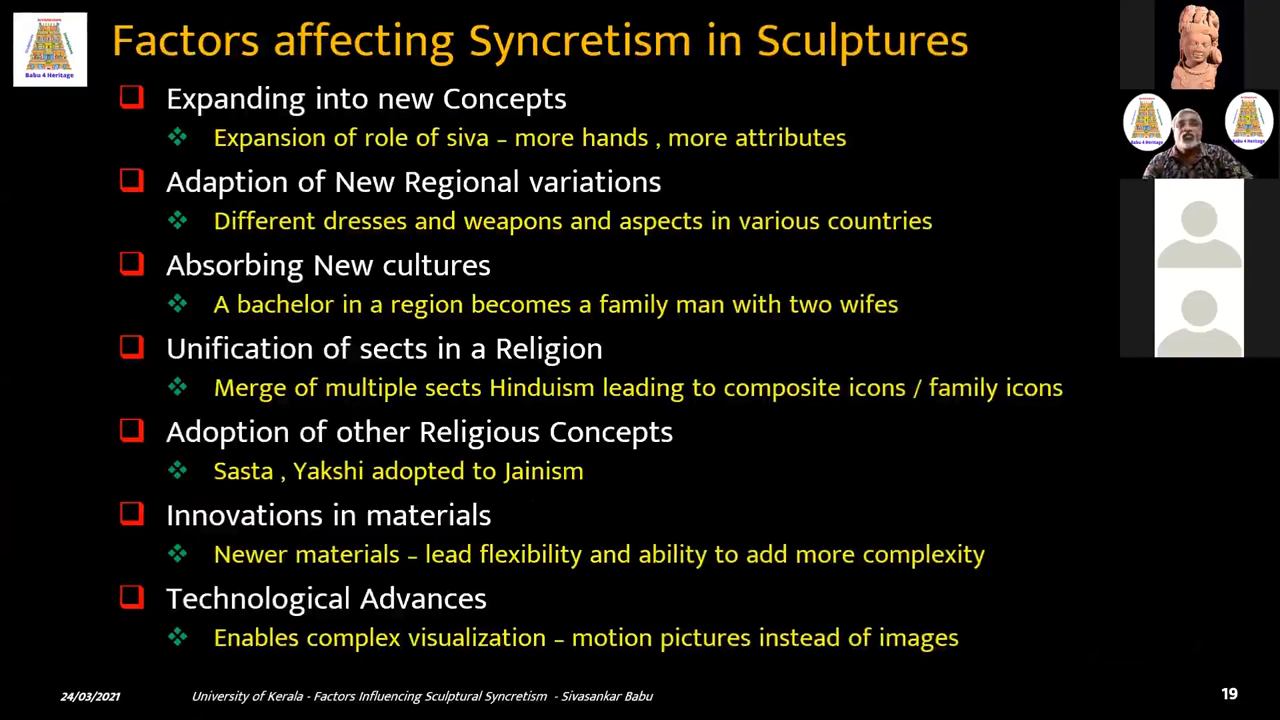 Factors affecting Syncretism in Sculptures
Babu 4 Heritage
Expanding into new Concepts
Expansion of role of siva – more hands , more attributes
Adaption of New Regional variations
Different dresses and weapons and aspects in various countries
Absorbing New cultures
A bachelor in a region becomes a family man with two wifes
Unification of sects in a Religion
Merge of multiple sects Hinduism leading to composite icons / family icons
Adoption of other Religious Concepts
Sasta , Yakshi adopted to Jainism
Innovations in materials
Newer materials – lead flexibility and ability to add more complexity
Technological Advances
Enables complex visualization – motion pictures instead of images
24/03/2021
University of Kerala - Factors Influencing Sculptural Syncretism - Sivasankar Babu
19